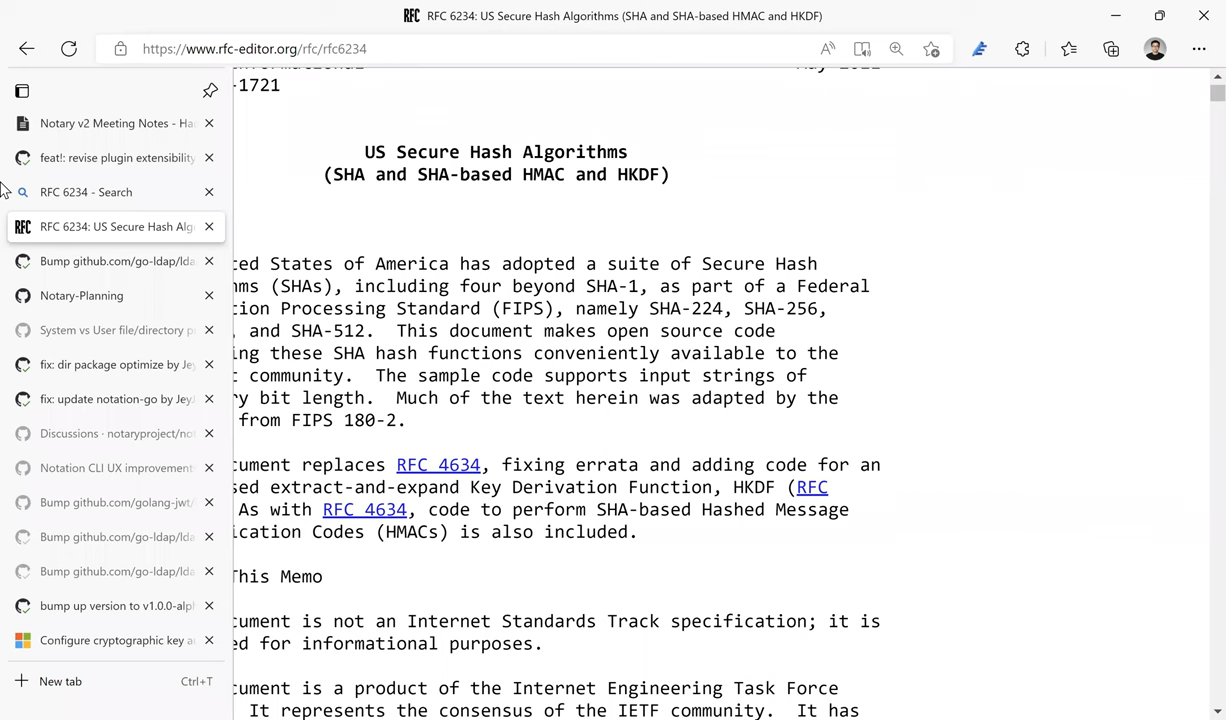 RFC RFC 6234: US Secure Hash Algorithms (SHA and SHA-based HMAC and HKDF)
https://www.rfc-editor.org/rfc/rfc6234
-1721
US Secure Hash Algorithms
(SHA and SHA-based HMAC and HKDF)
Notary v2 Meeting Notes - Ha
feat!: revise plugin extensibility
RFC 6234 - Search
RFC RFC 6234: US Secure Hash Alg
Bump github.com/go-ldap/lda
Notary-Planning
System vs User file/directory p
fix: dir package optimize by Jey
fix: update notation-go by JeyJ
Discussions · notaryproject/no
Notation CLI UX improvement
Bump github.com/golang-jwt/
Bump github.com/go-ldap/lda
Bump github.com/go-ldap/lda
bump up version to v1.0.0-alp
Configure cryptographic key a
New tab Ctrl+T
ted States of America has adopted a suite of Secure Hash
hms (SHAs), including four beyond SHA-1, as part of a Federal
tion Processing Standard (FIPS), namely SHA-224, SHA-256,
, and SHA-512. This document makes open source code
ing these SHA hash functions conveniently available to the
t community. The sample code supports input strings of
ry bit length. Much of the text herein was adapted by the
from FIPS 180-2.
cument replaces RFC 4634, fixing errata and adding code for an
sed extract-and-expand Key Derivation Function, HKDF (RFC
As with RFC 4634, code to perform SHA-based Hashed Message
ication Codes (HMACs) is also included.
This Memo
cument is not an Internet Standards Track specification; it is
ed for informational purposes.
cument is a product of the Internet Engineering Task Force
It represents the consensus of the IETF community. It has